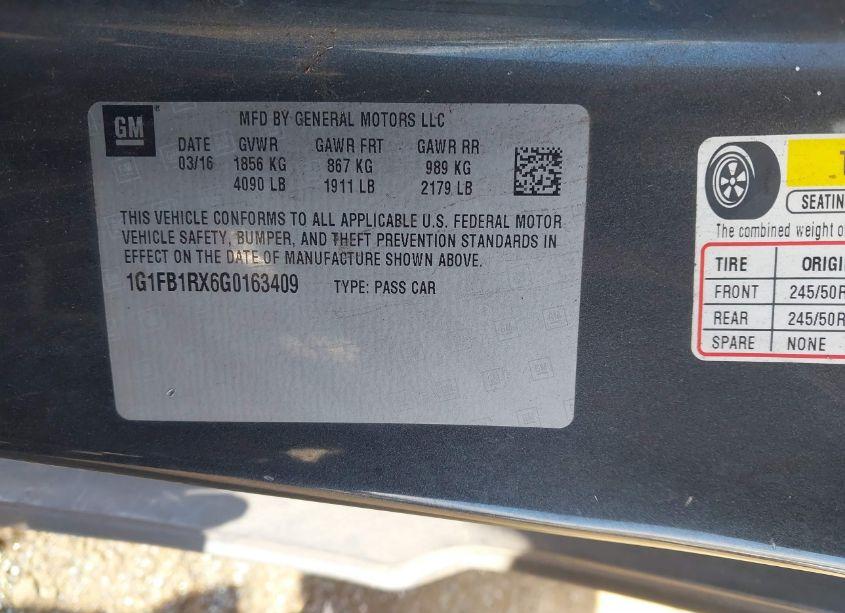 GM
MFD BY GENERAL MOTORS LLC
DATE GVWR GAWR FRT GAWR RR
03/16 1856 KG 867 KG 989 KG
4090 LB 1911 LB 2179 LB
THIS VEHICLE CONFORMS TO ALL APPLICABLE U.S. FEDERAL MOTOR
VEHICLE SAFETY, BUMPER, AND THEFT PREVENTION STANDARDS IN
EFFECT ON THE DATE OF MANUFACTURE SHOWN ABOVE.
1G1FB1RX6G0163409 TYPE: PASS CAR
SEATIN
The combined weight o
TIRE ORIGI
FRONT 245/50R
REAR 245/50R
SPARE NONE